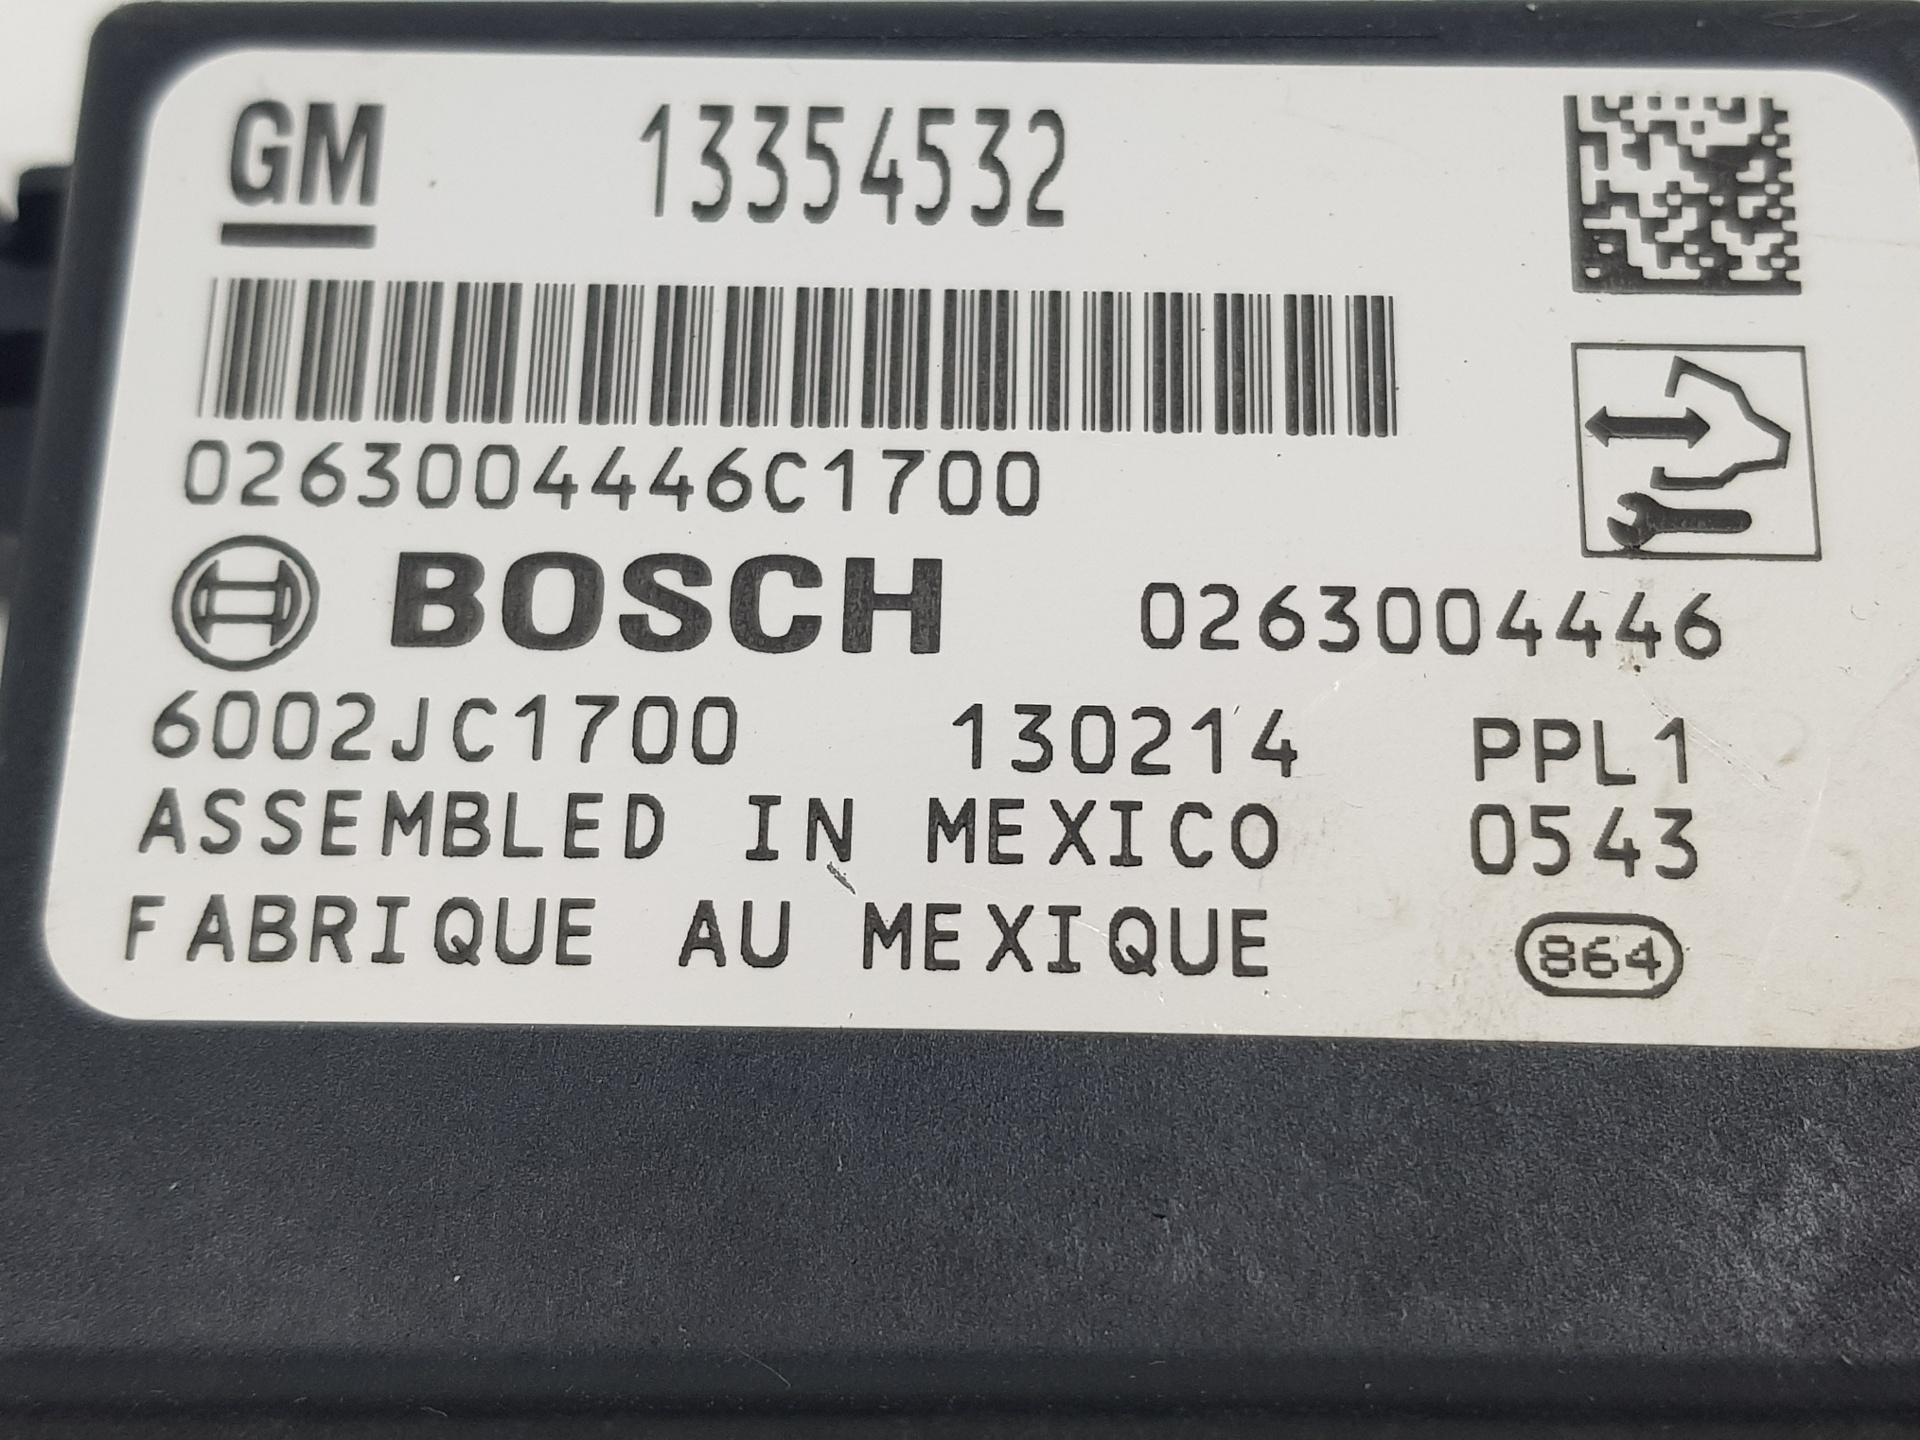 GM 13354532
0263004446C1700
BOSCH 0263004446
6002JC1700 130214 PPL1
ASSEMBLED IN MEXICO 0543
FABRIQUE AU MEXIQUE 864